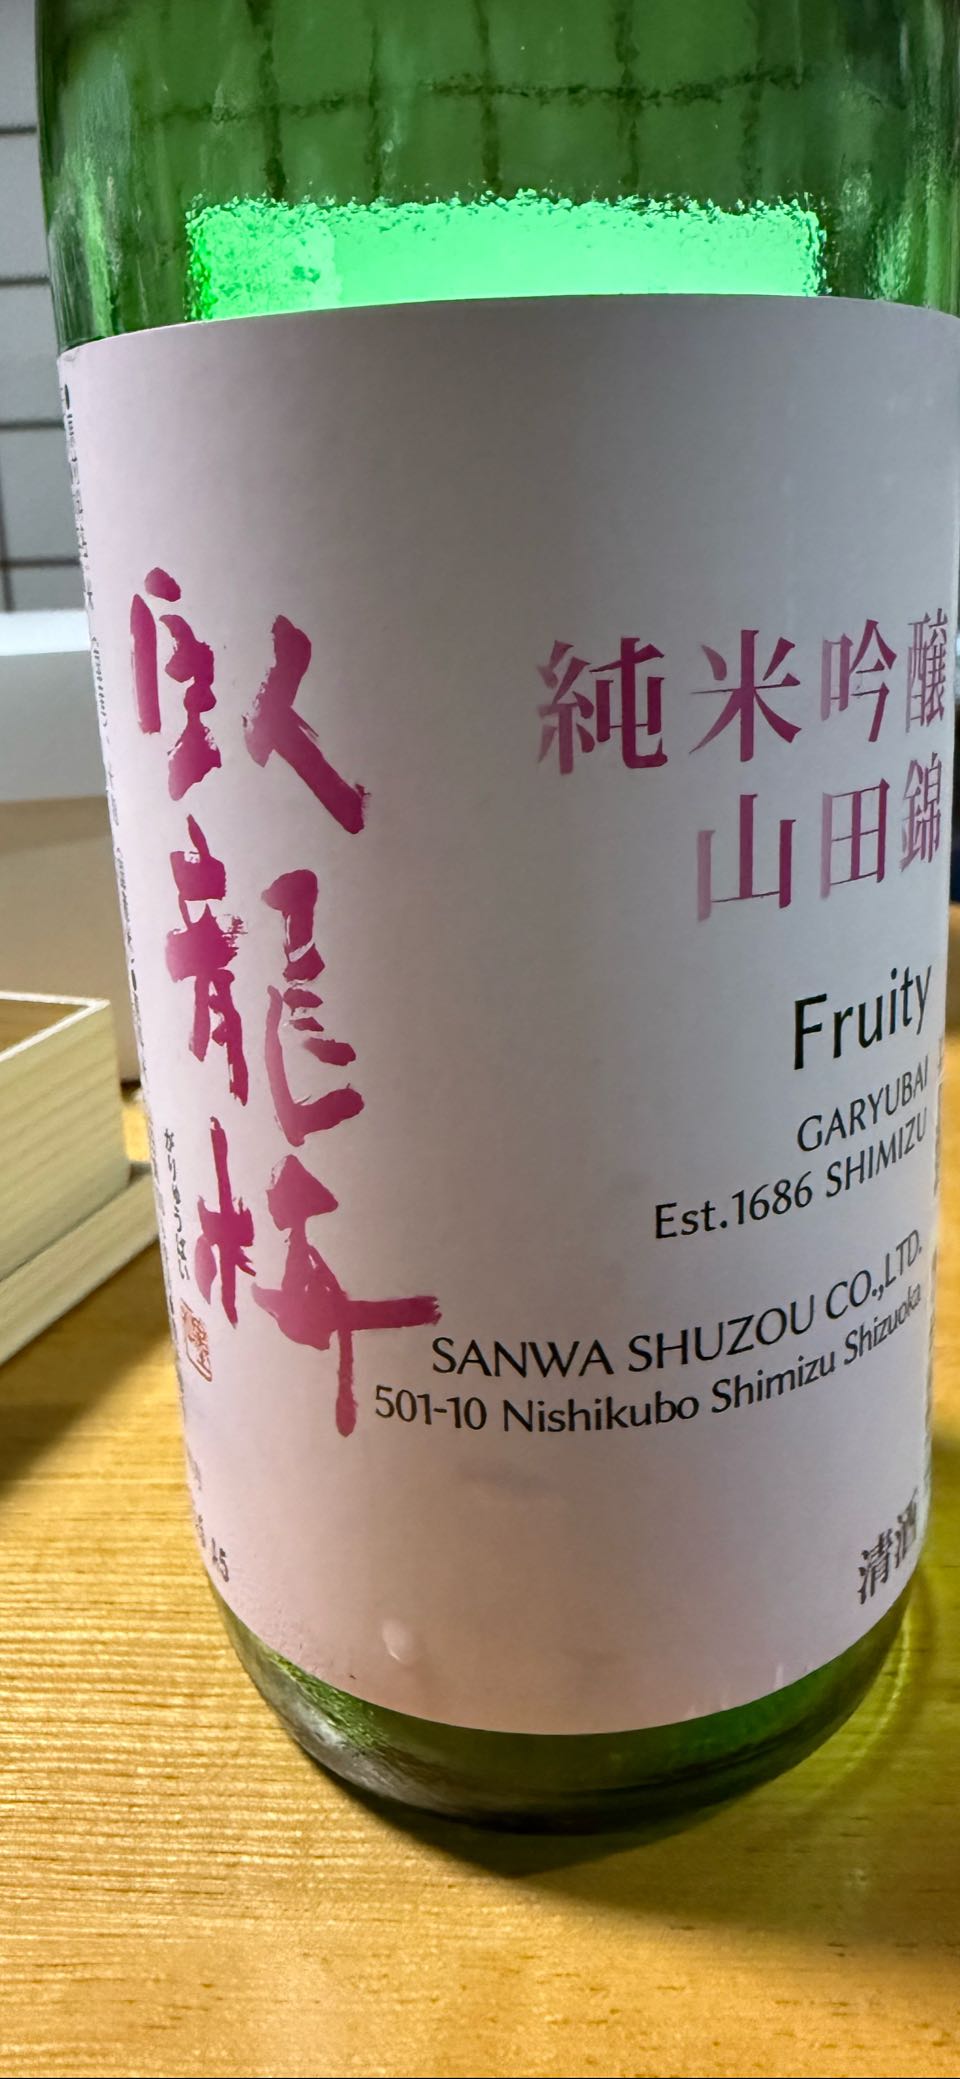 臥龍梅
純米吟醸
山田錦
Fruity
GARYUBAI
Est.1686 SHIMIZU
SANWA SHUZOU CO.,LTD.
501-10 Nishikubo Shimizu Shizuoka
清酒
がりゅうばい